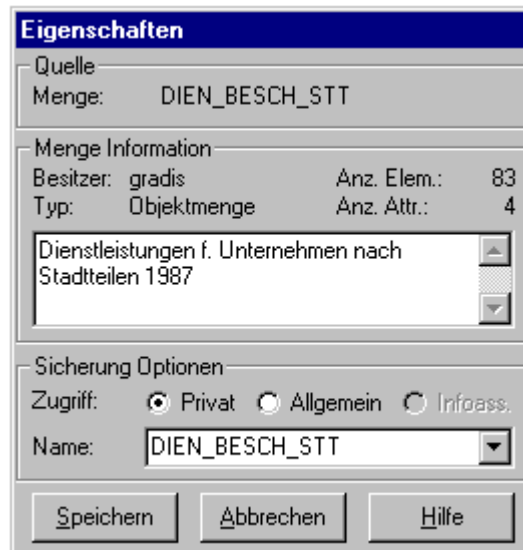 Eigenschaften
Quelle
Menge: DIEN_BESCH_STT
Menge Information
Besitzer: gradis Anz. Elem.: 83
Typ: Objektmenge Anz. Attr.: 4
Dienstleistungen f. Unternehmen nach
Stadtteilen 1987
Sicherung Optionen
Zugriff: Privat Allgemein Infoass.
Name: DIEN_BESCH_STT
Speichern Abbrechen Hilfe